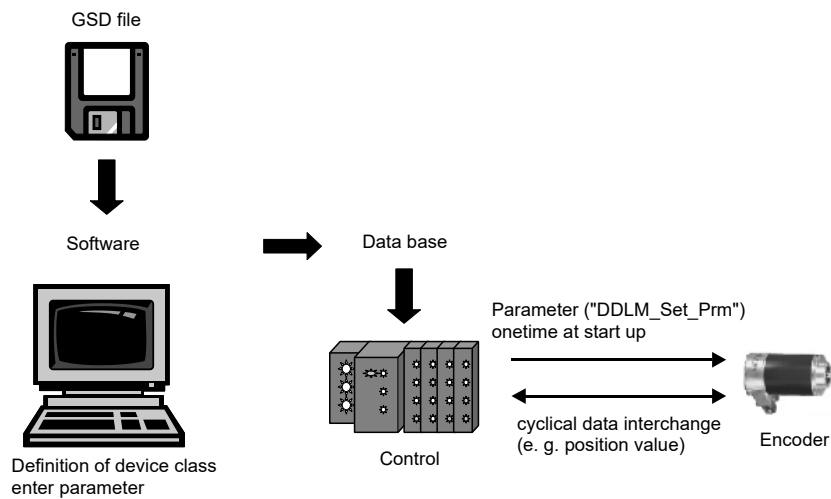 GSD file
Software
Data base
Parameter ("DDLM_Set_Prm")
onetime at start up
cyclical data interchange
(e. g. position value)
Encoder
Control
Definition of device class
enter parameter